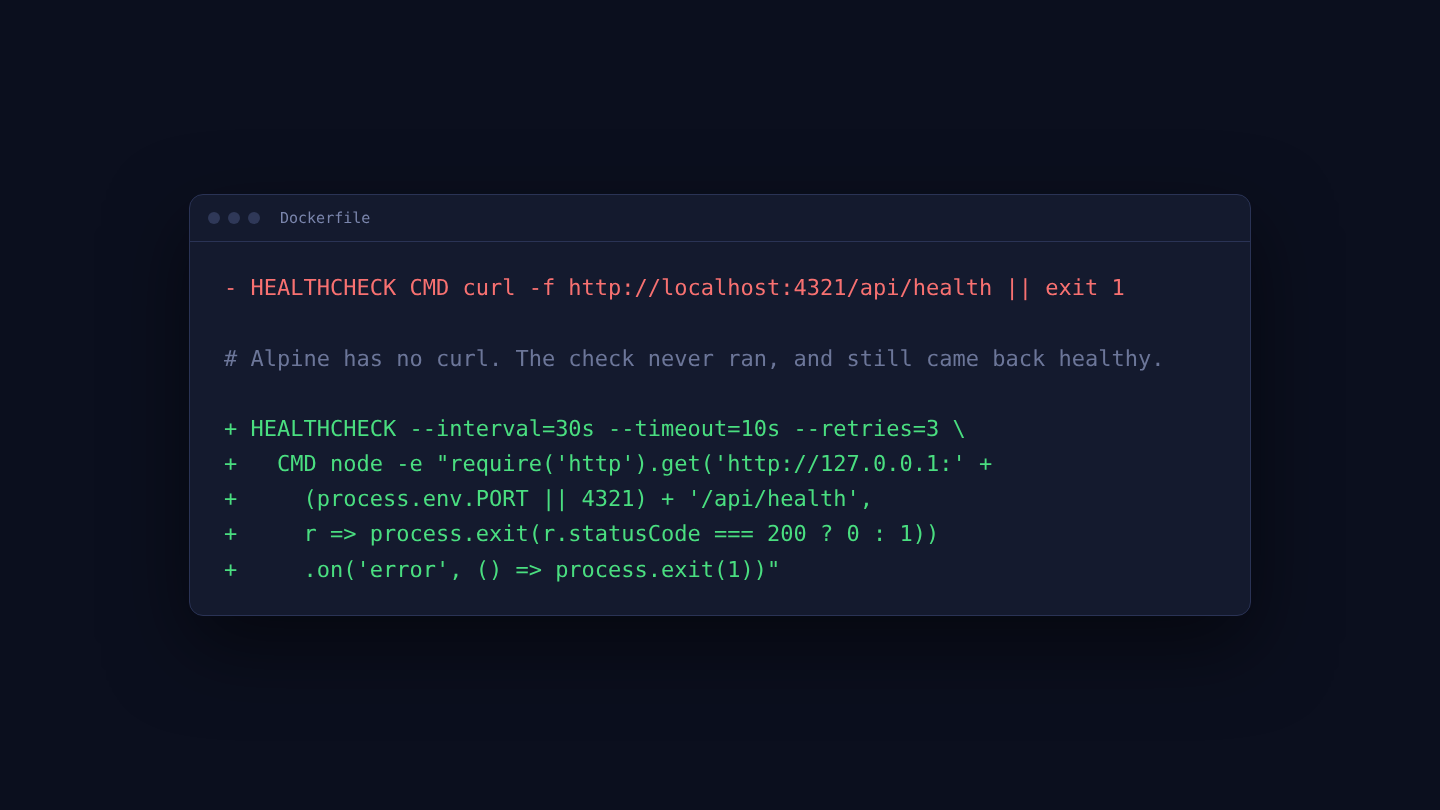 Dockerfile
- HEALTHCHECK CMD curl -f http://localhost:4321/api/health || exit 1
# Alpine has no curl. The check never ran, and still came back healthy.
+ HEALTHCHECK --interval=30s --timeout=10s --retries=3 \
+   CMD node -e "require('http').get('http://127.0.0.1:' +
+     (process.env.PORT || 4321) + '/api/health',
+     r => process.exit(r.statusCode === 200 ? 0 : 1))
+     .on('error', () => process.exit(1))"